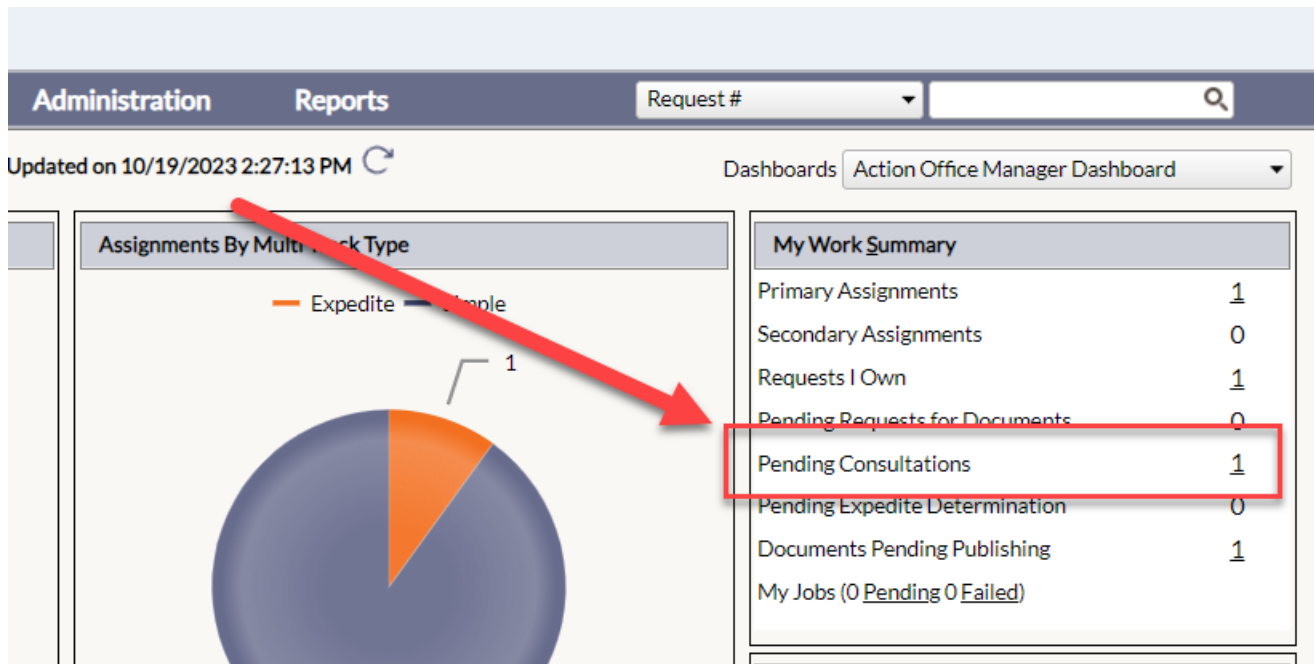 Administration Reports Request #
Updated on 10/19/2023 2:27:13 PM Dashboards Action Office Manager Dashboard
Assignments By Multi Type
Expedite
1
My Work Summary
Primary Assignments 1
Secondary Assignments 0
Requests I Own 1
Pending Requests for Documents 0
Pending Consultations 1
Pending Expedite Determination 0
Documents Pending Publishing 1
My Jobs (0 Pending 0 Failed)